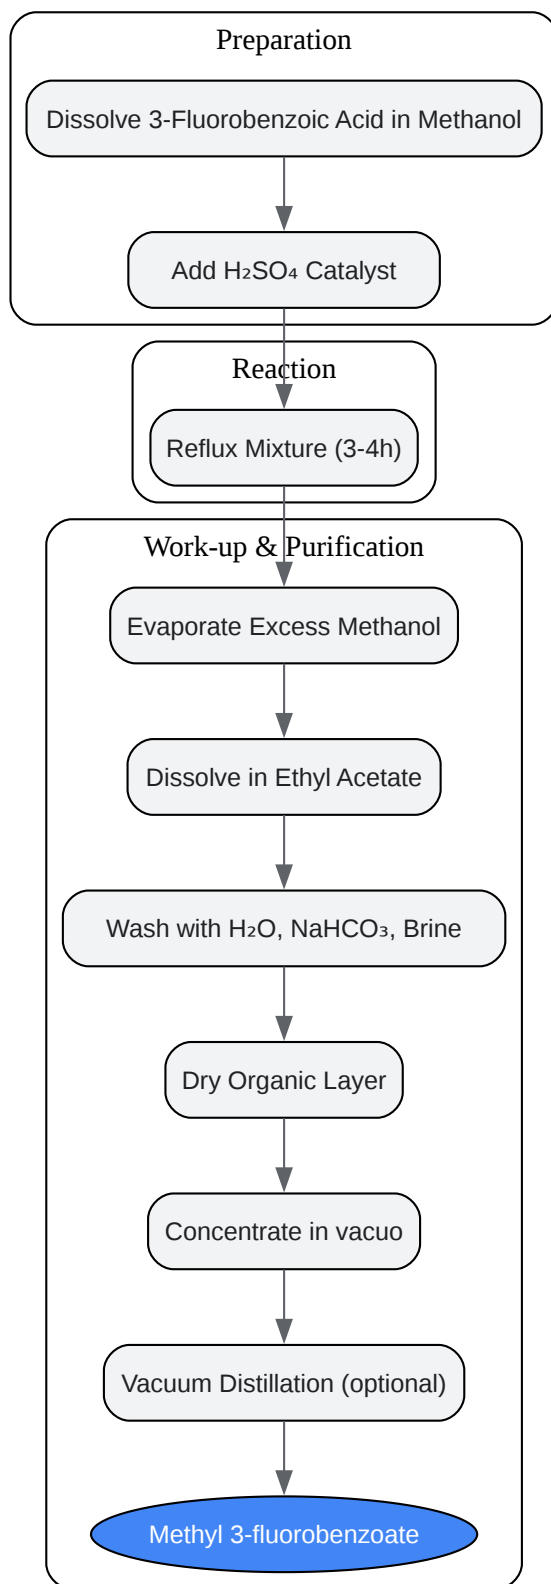 Preparation
Dissolve 3-Fluorobenzoic Acid in Methanol
Add H₂SO₄ Catalyst
Reaction
Reflux Mixture (3-4h)
Work-up & Purification
Evaporate Excess Methanol
Dissolve in Ethyl Acetate
Wash with H₂O, NaHCO₃, Brine
Dry Organic Layer
Concentrate in vacuo
Vacuum Distillation (optional)
Methyl 3-fluorobenzoate